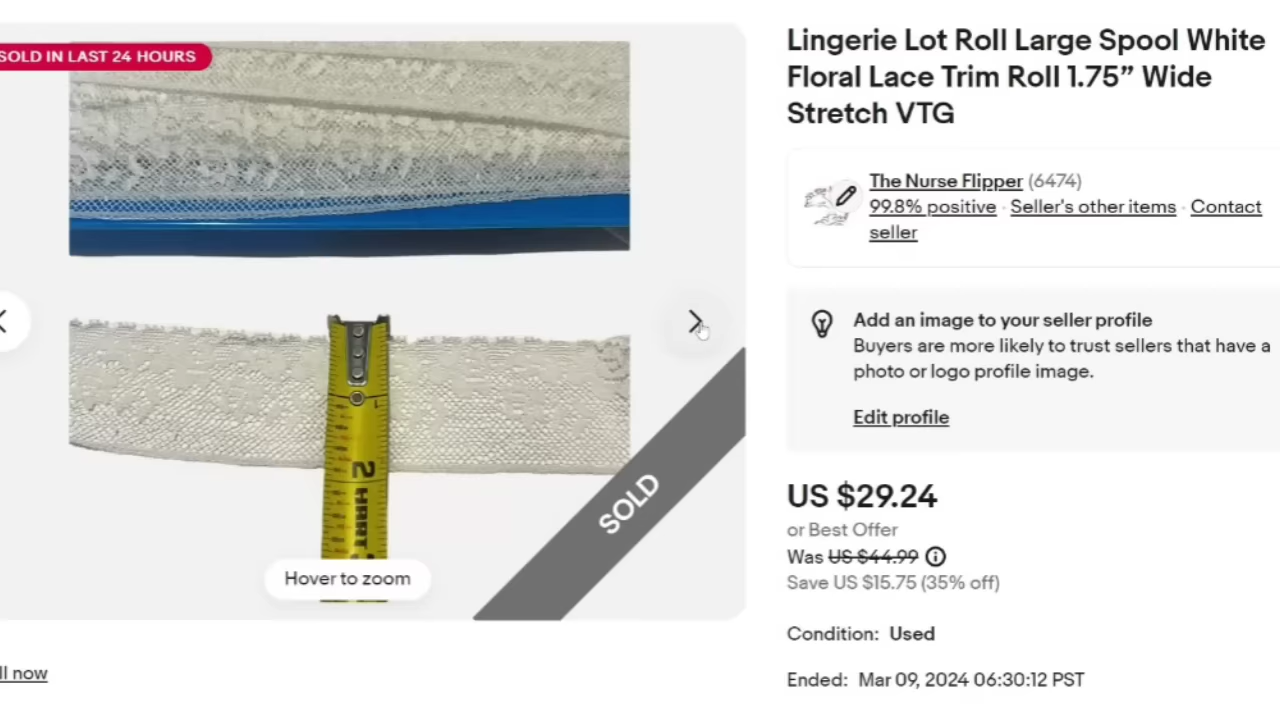 SOLD IN LAST 24 HOURS
2
HART
Hover to zoom
SOLD
ll now
Lingerie Lot Roll Large Spool White
Floral Lace Trim Roll 1.75” Wide
Stretch VTG
The Nurse Flipper (6474)
99.8% positive · Seller's other items · Contact
seller
Add an image to your seller profile
Buyers are more likely to trust sellers that have a
photo or logo profile image.
Edit profile
US $29.24
or Best Offer
Was US $44.99
Save US $15.75 (35% off)
Condition: Used
Ended: Mar 09, 2024 06:30:12 PST